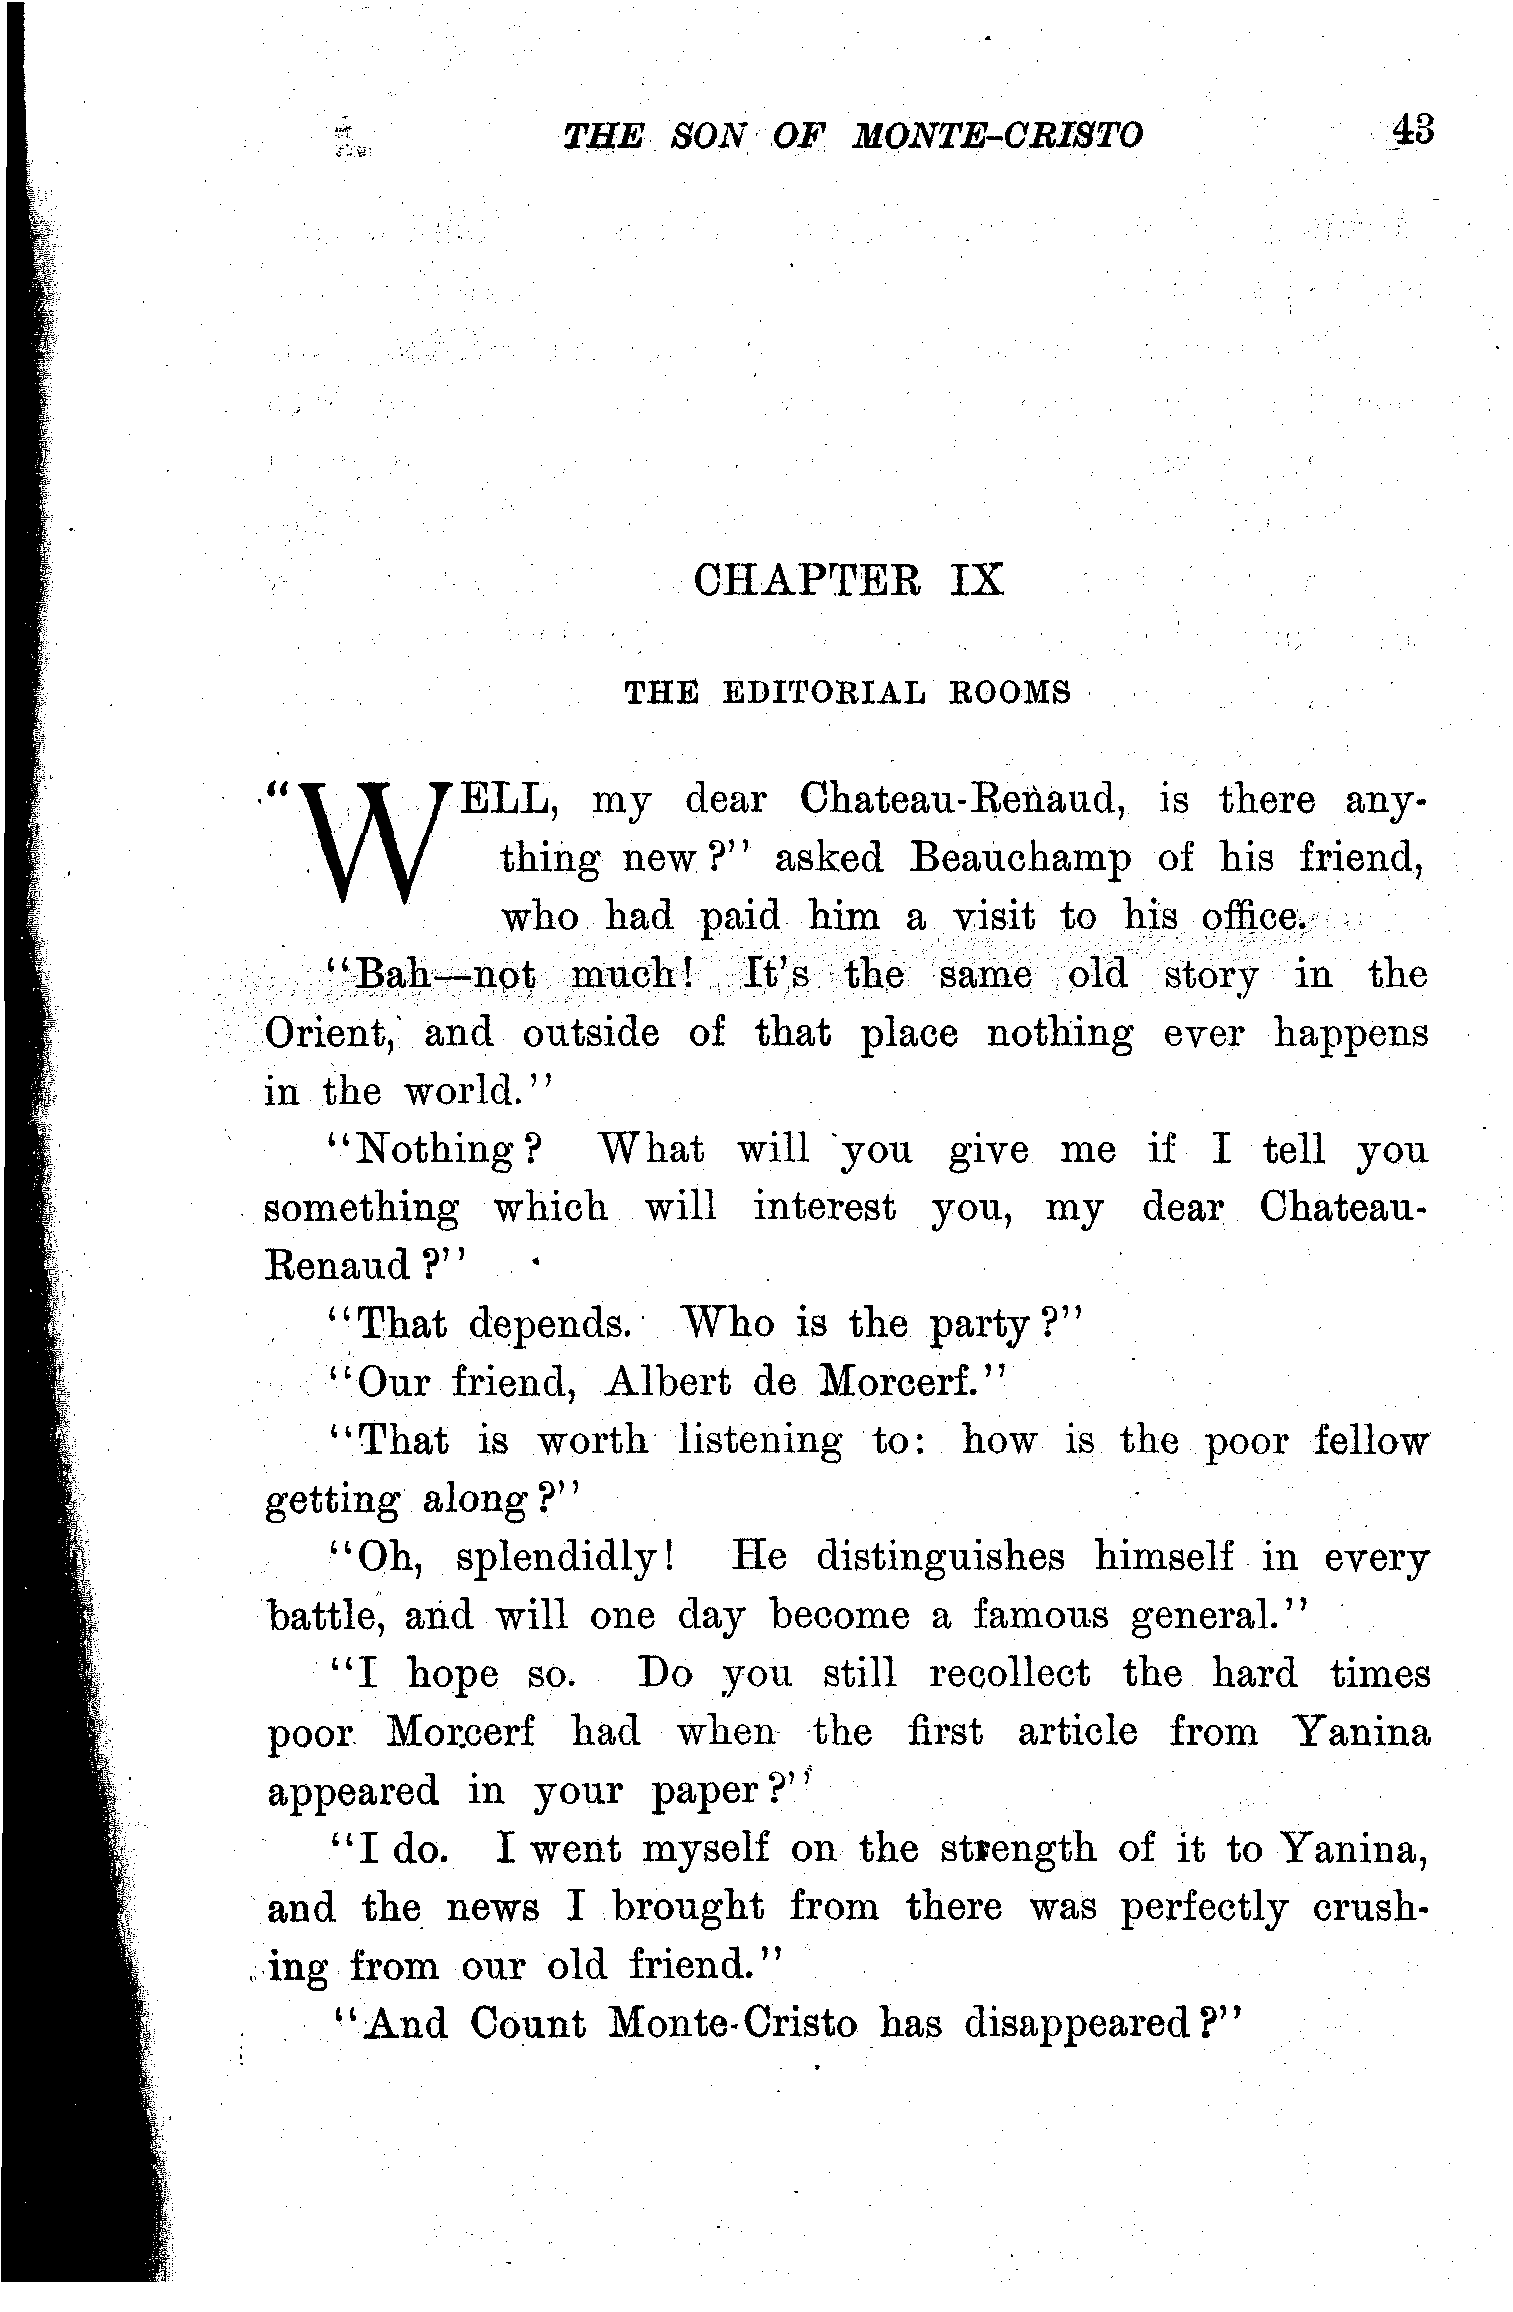 THE SON OF MONTE-CRISTO 43
CHAPTER IX
THE EDITORIAL ROOMS
"WELL, my dear Chateau-Renaud, is there any-
thing new?" asked Beauchamp of his friend,
who had paid him a visit to his office.
"Bah—not much! It's the same old story in the
Orient, and outside of that place nothing ever happens
in the world."
"Nothing? What will you give me if I tell you
something which will interest you, my dear Chateau-
Renaud?"
"That depends. Who is the party?"
"Our friend, Albert de Morcerf."
"That is worth listening to: how is the poor fellow
getting along?"
"Oh, splendidly! He distinguishes himself in every
battle, and will one day become a famous general."
"I hope so. Do you still recollect the hard times
poor Morcerf had when the first article from Yanina
appeared in your paper?"
"I do. I went myself on the strength of it to Yanina,
and the news I brought from there was perfectly crush-
ing from our old friend."
"And Count Monte-Cristo has disappeared?"